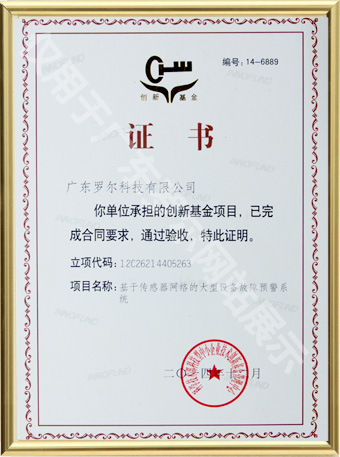 编号：14-6889
创新基金
证书
广东罗尔科技有限公司
你单位承担的创新基金项目，已完
成合同要求，通过验收，特此证明。
立项代码：12C26214405263
项目名称：基于传感器网络的大型设备故障预警系
统